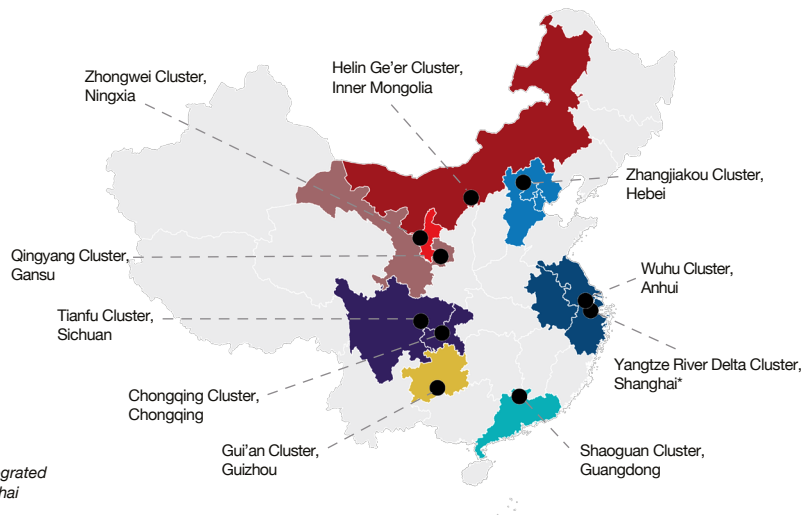 Zhongwei Cluster,
Ningxia
Helin Ge'er Cluster,
Inner Mongolia
Zhangjiakou Cluster,
Hebei
Qingyang Cluster,
Gansu
Wuhu Cluster,
Anhui
Tianfu Cluster,
Sichuan
Yangtze River Delta Cluster,
Shanghai*
Chongqing Cluster,
Chongqing
Gui'an Cluster,
Guizhou
Shaoguan Cluster,
Guangdong
grated
hai